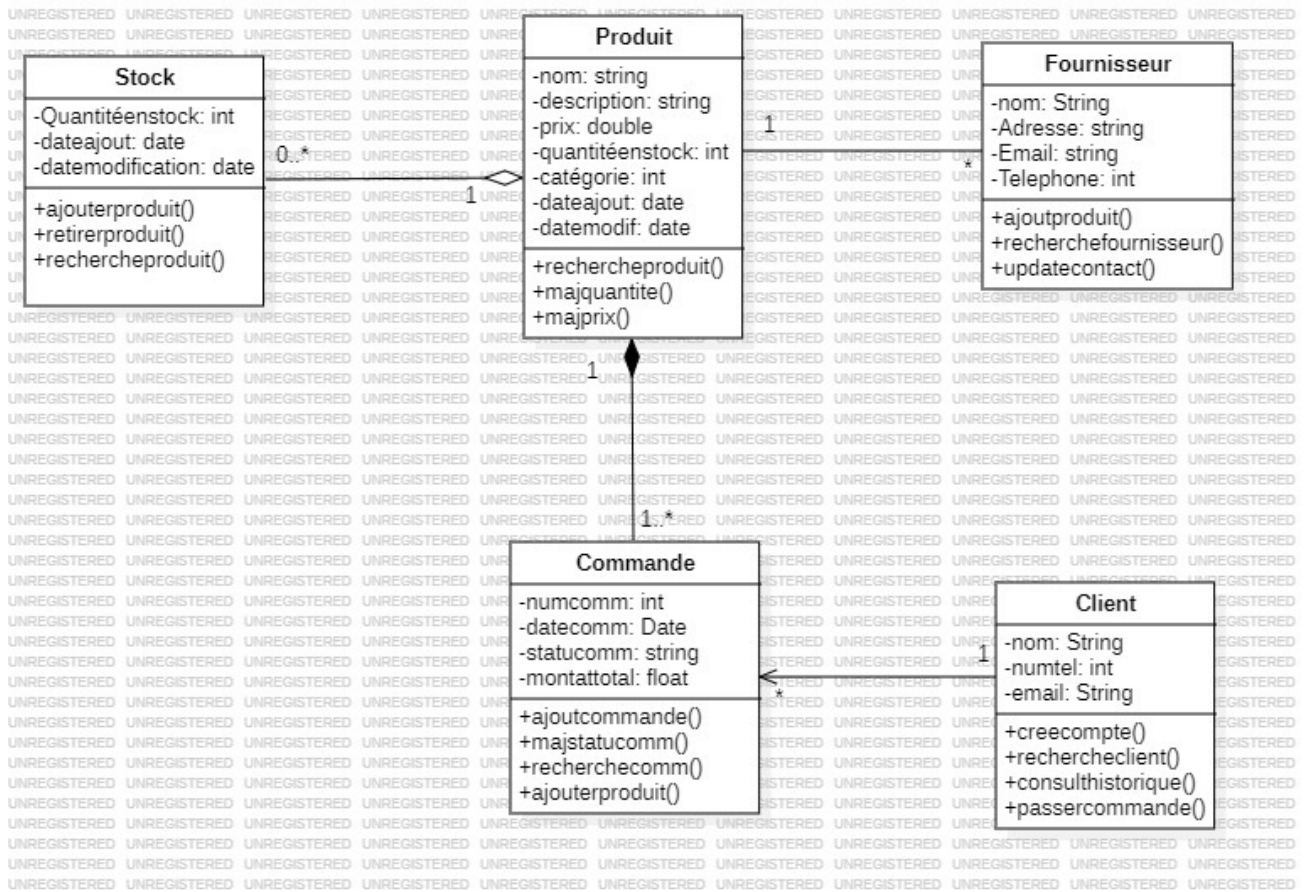 Stock
-Quantitéenstock: int
-dateajout: date
-datemodification: date
+ajouterproduit()
+retirerproduit()
+rechercheproduit()
0..*
1
Produit
-nom: string
-description: string
-prix: double
-quantitéenstock: int
-catégorie: int
-dateajout: date
-datemodif: date
+rechercheproduit()
+majquantite()
+majprix()
1
*
Fournisseur
-nom: String
-Adresse: string
-Email: string
-Telephone: int
+ajoutproduit()
+recherchefournisseur()
+updatecontact()
1
1..*
Commande
-numcomm: int
-datecomm: Date
-statucomm: string
-montattotal: float
+ajoutcommande()
+majstatucomm()
+recherchecomm()
+ajouterproduit()
*
1
Client
-nom: String
-numtel: int
-email: String
+creecompte()
+rechercheclient()
+consulthistorique()
+passercommande()
UNREGISTERED